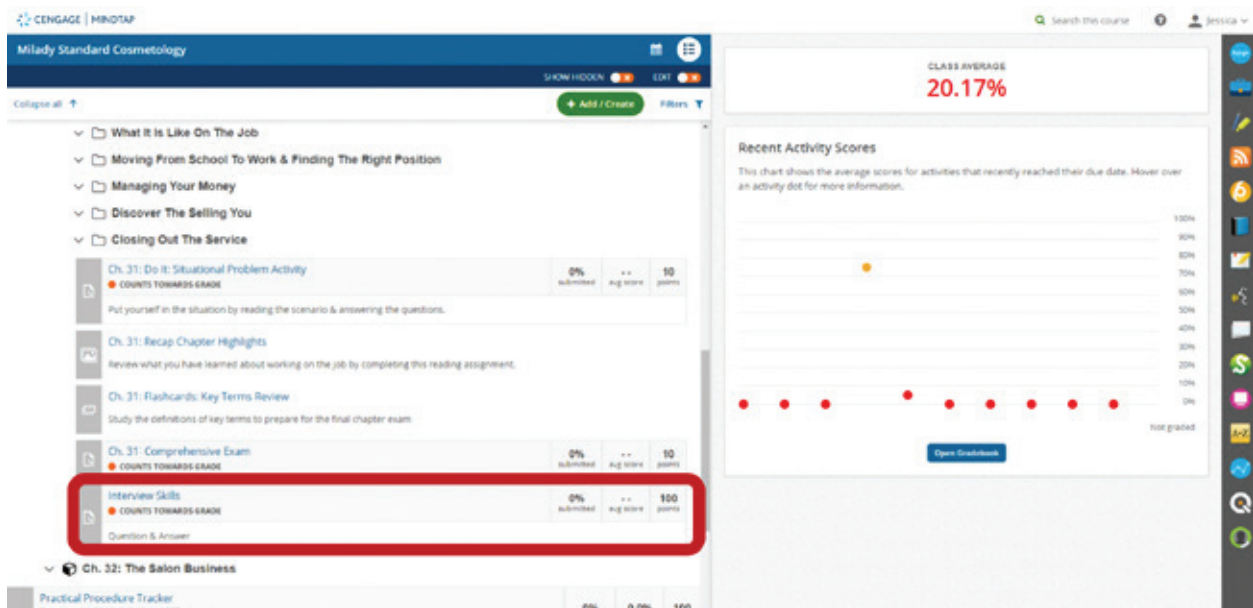 CENGAGE | MINDTAP
Search this course
Jessica
Milady Standard Cosmetology
SHOW HIDDEN
EDIT
Collapse all
+ Add / Create
Filters
What It Is Like On The Job
Moving From School To Work & Finding The Right Position
Managing Your Money
Discover The Selling You
Closing Out The Service
Ch. 31: Do It: Situational Problem Activity
COUNTS TOWARDS GRADE
0% -- 10
submitted avg score points
Put yourself in the situation by reading the scenario & answering the questions.
Ch. 31: Recap Chapter Highlights
Review what you have learned about working on the job by completing this reading assignment.
Ch. 31: Flashcards: Key Terms Review
Study the definitions of key terms to prepare for the final chapter exam
Ch. 31: Comprehensive Exam
COUNTS TOWARDS GRADE
0% -- 10
submitted avg score points
Interview Skills
COUNTS TOWARDS GRADE
0% -- 100
submitted avg score points
Question & Answer
Ch. 32: The Salon Business
Practical Procedure Tracker
0% 0.0% 100
CLASS AVERAGE
20.17%
Recent Activity Scores
This chart shows the average scores for activities that recently reached their due date. Hover over
an activity dot for more information.
100%
90%
80%
70%
60%
50%
40%
30%
20%
10%
0%
Not graded
Open Gradebook
A-Z